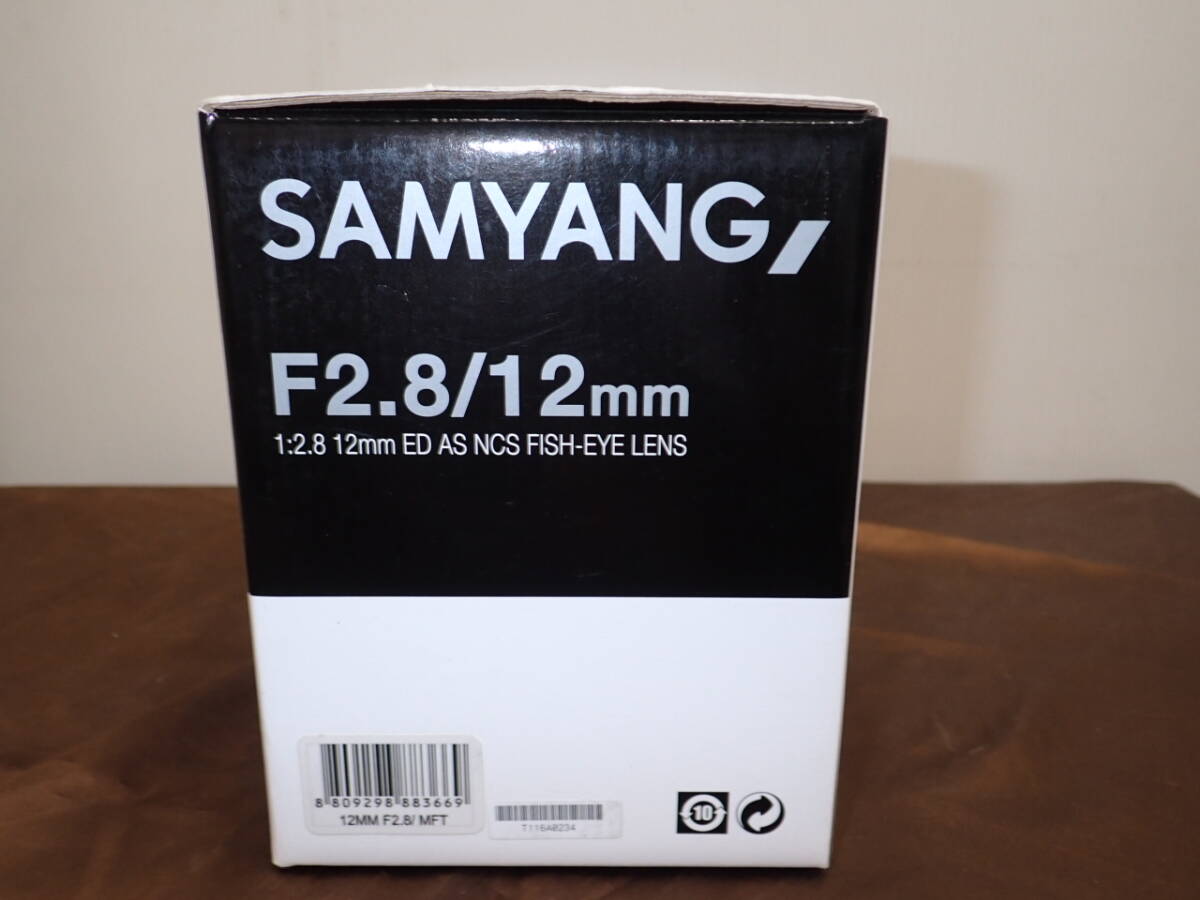 SAMYANG
F2.8/12mm
1:2.8 12mm ED AS NCS FISH-EYE LENS
8 809298 883669
12MM F2.8/ MFT
T116A0234
10